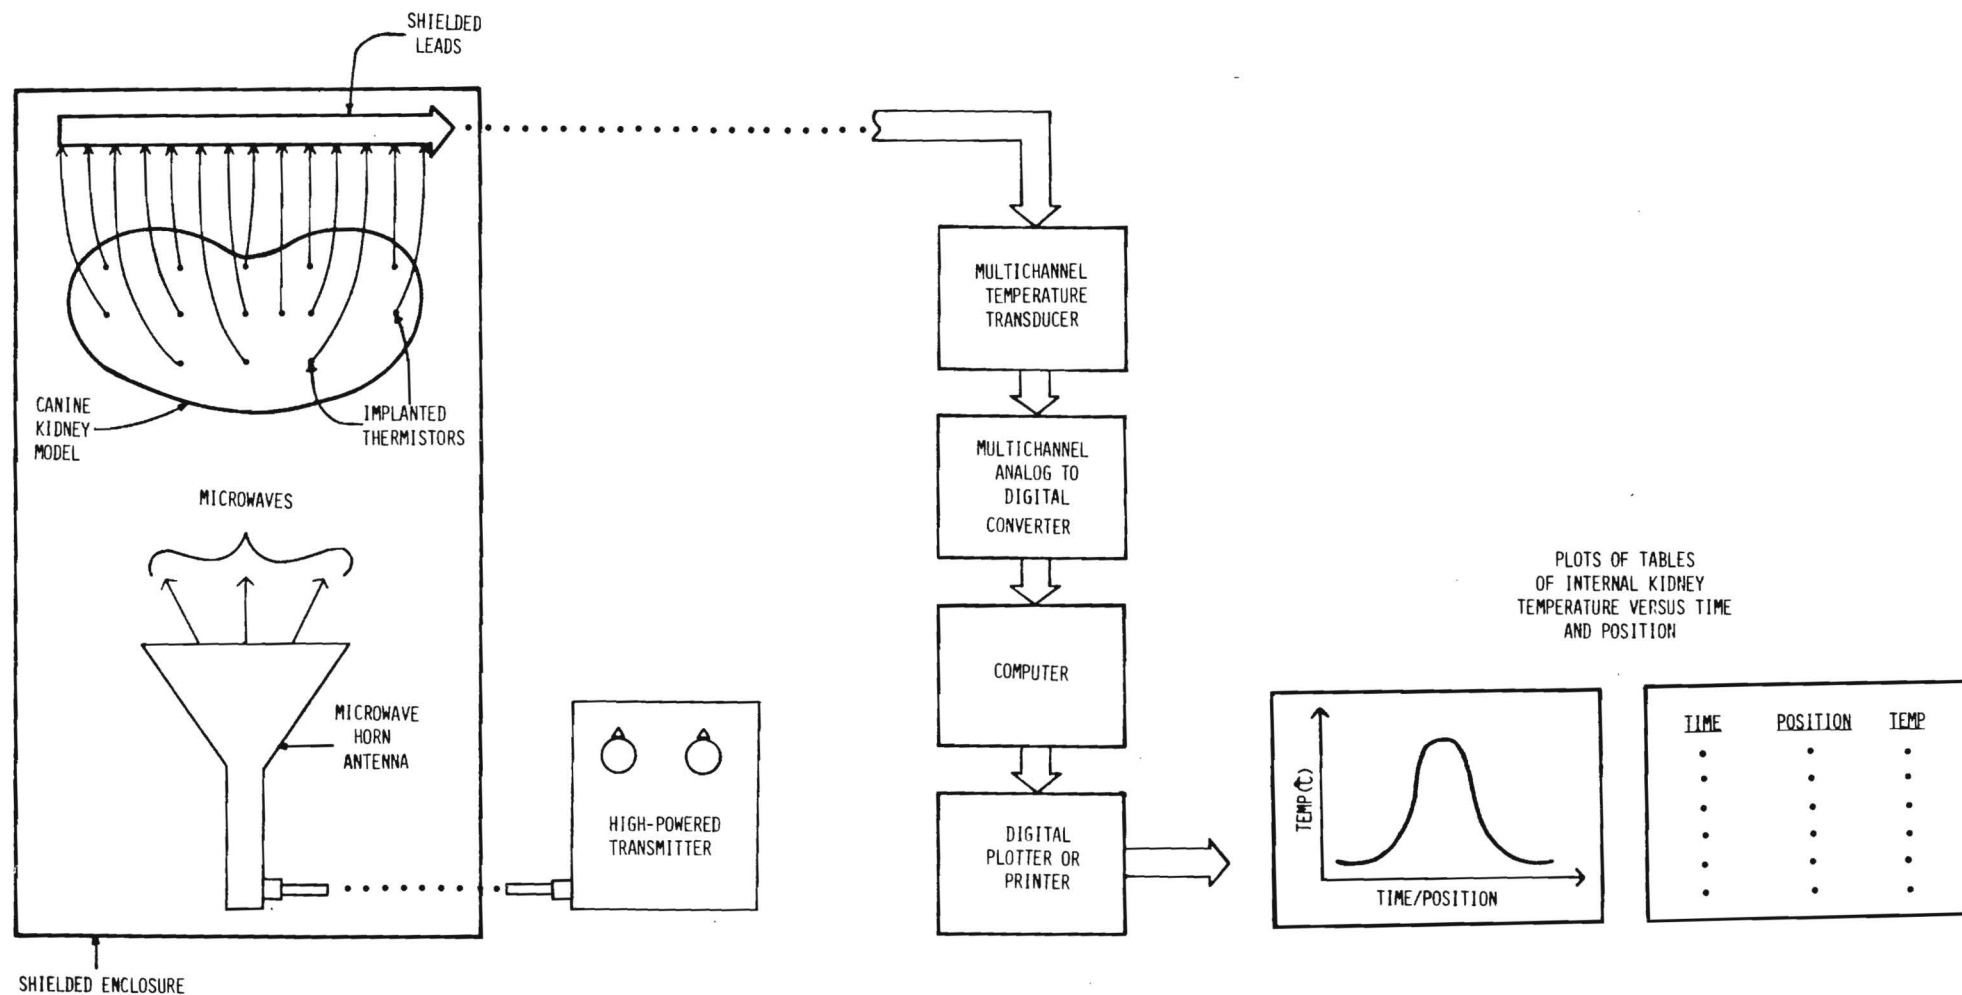 SHIELDED
LEADS
CANINE
KIDNEY
MODEL
IMPLANTED
THERMISTORS
MICROWAVES
MICROWAVE
HORN
ANTENNA
HIGH-POWERED
TRANSMITTER
SHIELDED ENCLOSURE
MULTICHANNEL
TEMPERATURE
TRANSDUCER
MULTICHANNEL
ANALOG TO
DIGITAL
CONVERTER
COMPUTER
DIGITAL
PLOTTER OR
PRINTER
PLOTS OF TABLES
OF INTERNAL KIDNEY
TEMPERATURE VERSUS TIME
AND POSITION
TEMP(°C)
TIME/POSITION
TIME POSITION TEMP